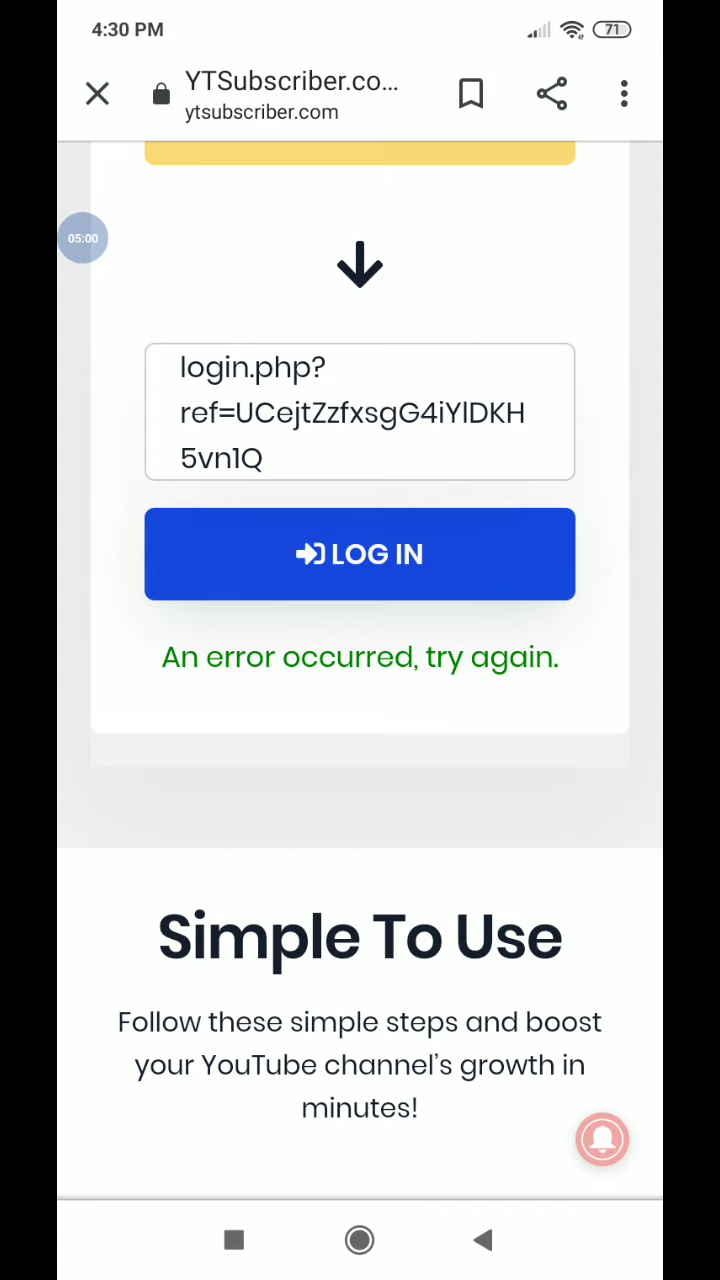 4:30 PM
71
YTSubscriber.co...
ytsubscriber.com
05:00
login.php?
ref=UCejtZzfxsgG4iYlDKH
5vn1Q
LOG IN
An error occurred, try again.
Simple To Use
Follow these simple steps and boost
your YouTube channel's growth in
minutes!